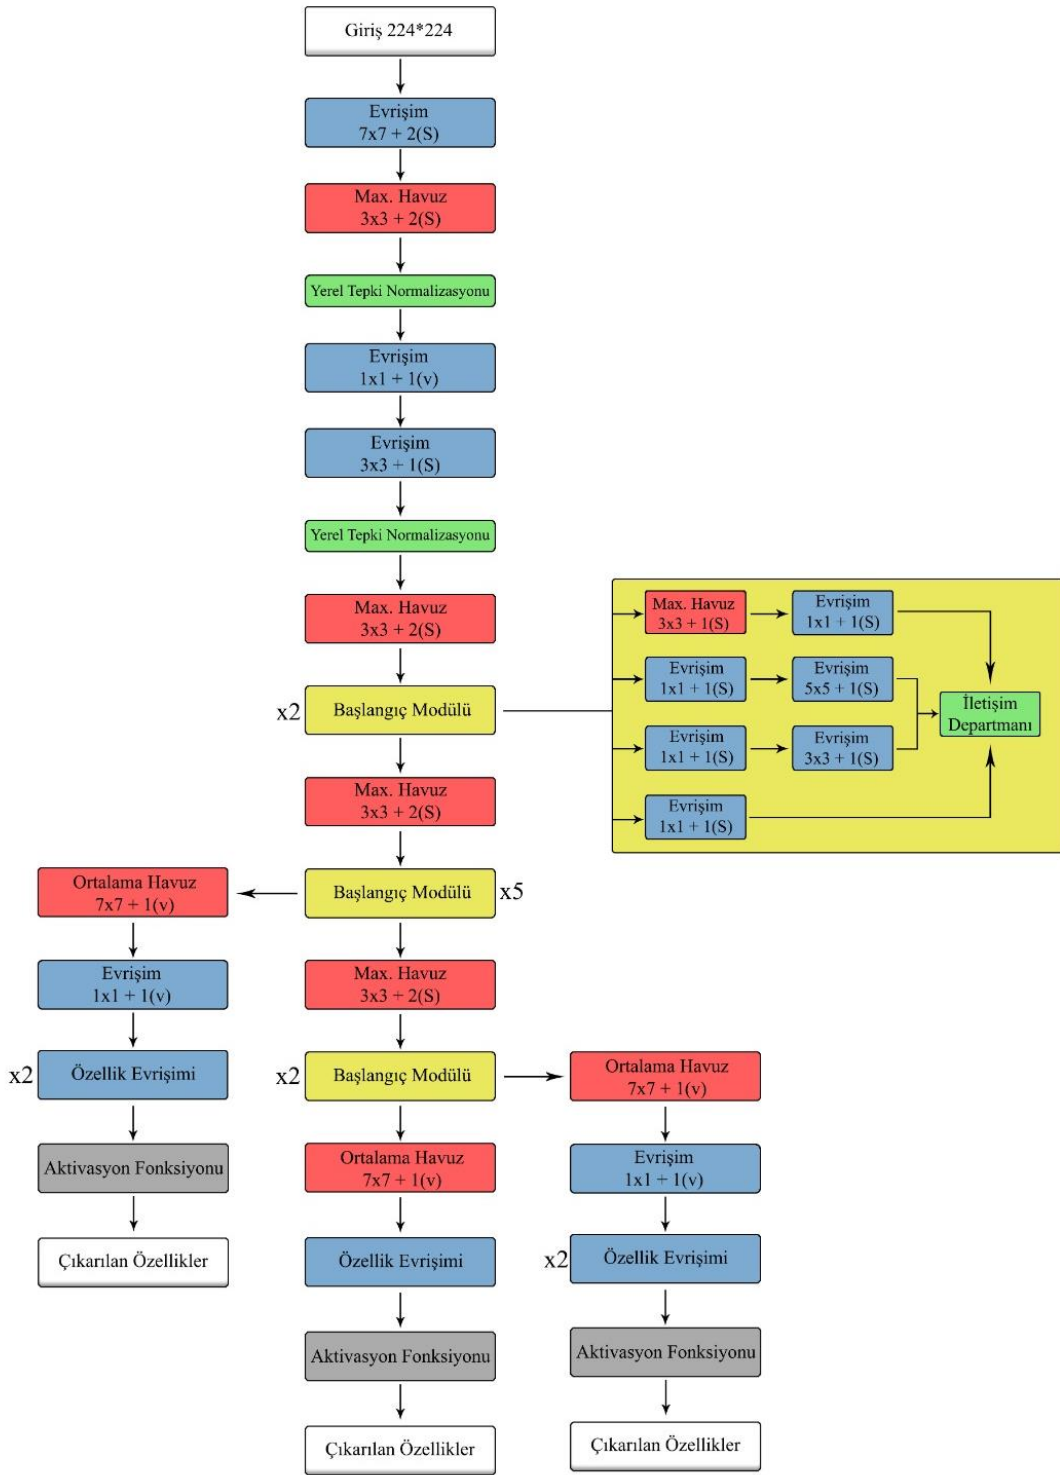 Giriş 224*224
Evrişim
7x7 + 2(S)
Max. Havuz
3x3 + 2(S)
Yerel Tepki Normalizasyonu
Evrişim
1x1 + 1(v)
Evrişim
3x3 + 1(S)
Yerel Tepki Normalizasyonu
Max. Havuz
3x3 + 2(S)
x2
Başlangıç Modülü
Max. Havuz
3x3 + 1(S)
Evrişim
1x1 + 1(S)
Evrişim
1x1 + 1(S)
Evrişim
5x5 + 1(S)
İletişim
Departmanı
Evrişim
1x1 + 1(S)
Evrişim
3x3 + 1(S)
Evrişim
1x1 + 1(S)
Max. Havuz
3x3 + 2(S)
Başlangıç Modülü
x5
Ortalama Havuz
7x7 + 1(v)
Evrişim
1x1 + 1(v)
x2
Özellik Evrişimi
Aktivasyon Fonksiyonu
Çıkarılan Özellikler
Max. Havuz
3x3 + 2(S)
x2
Başlangıç Modülü
Ortalama Havuz
7x7 + 1(v)
Özellik Evrişimi
Aktivasyon Fonksiyonu
Çıkarılan Özellikler
Ortalama Havuz
7x7 + 1(v)
Evrişim
1x1 + 1(v)
x2
Özellik Evrişimi
Aktivasyon Fonksiyonu
Çıkarılan Özellikler